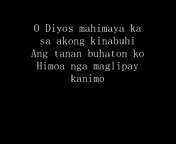 O Diyos mahimaya ka
sa akong kinabuhi
Ang tanan buhaton ko
Himoa nga maglipay
kanimo